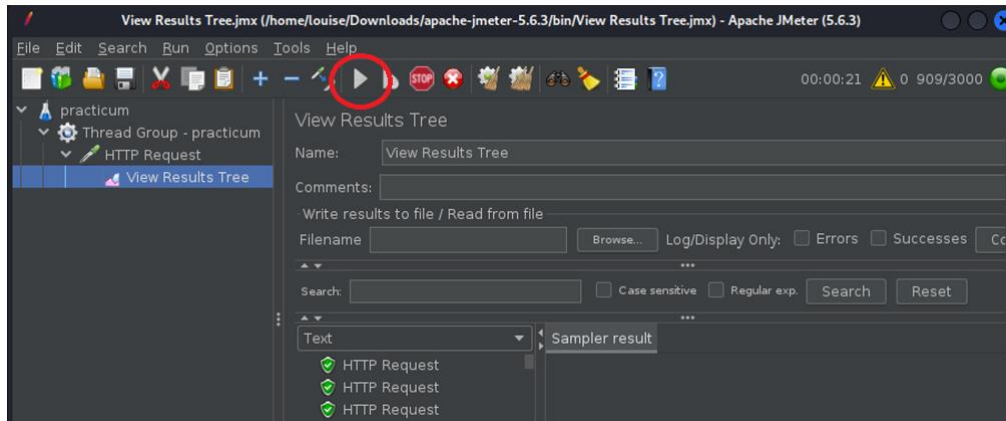 View Results Tree.jmx (/home/louise/Downloads/apache-jmeter-5.6.3/bin/View Results Tree.jmx) - Apache JMeter (5.6.3)
File Edit Search Run Options Tools Help
STOP
00:00:21 0 909/3000
practicum
Thread Group - practicum
HTTP Request
View Results Tree
View Results Tree
Name: View Results Tree
Comments:
Write results to file / Read from file
Filename Browse... Log/Display Only: Errors Successes Co
Search: Case sensitive Regular exp. Search Reset
Text Sampler result
HTTP Request
HTTP Request
HTTP Request